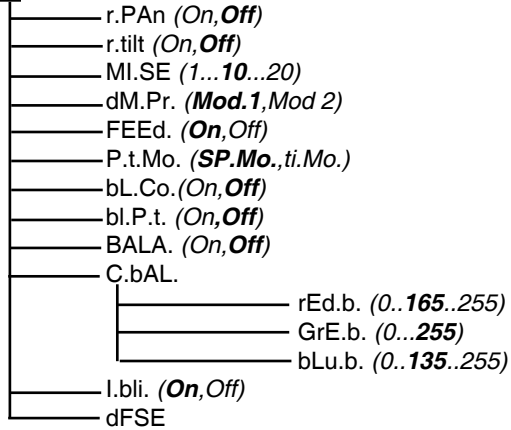 r.PAn (On,Off)
r.tilt (On,Off)
MI.SE (1...10...20)
dM.Pr. (Mod.1,Mod 2)
FEEd. (On,Off)
P.t.Mo. (SP.Mo.,ti.Mo.)
bL.Co.(On,Off)
bl.P.t. (On,Off)
BALA. (On,Off)
C.bAL.
rEd.b. (0..165..255)
GrE.b. (0...255)
bLu.b. (0..135..255)
I.bli. (On,Off)
dFSE